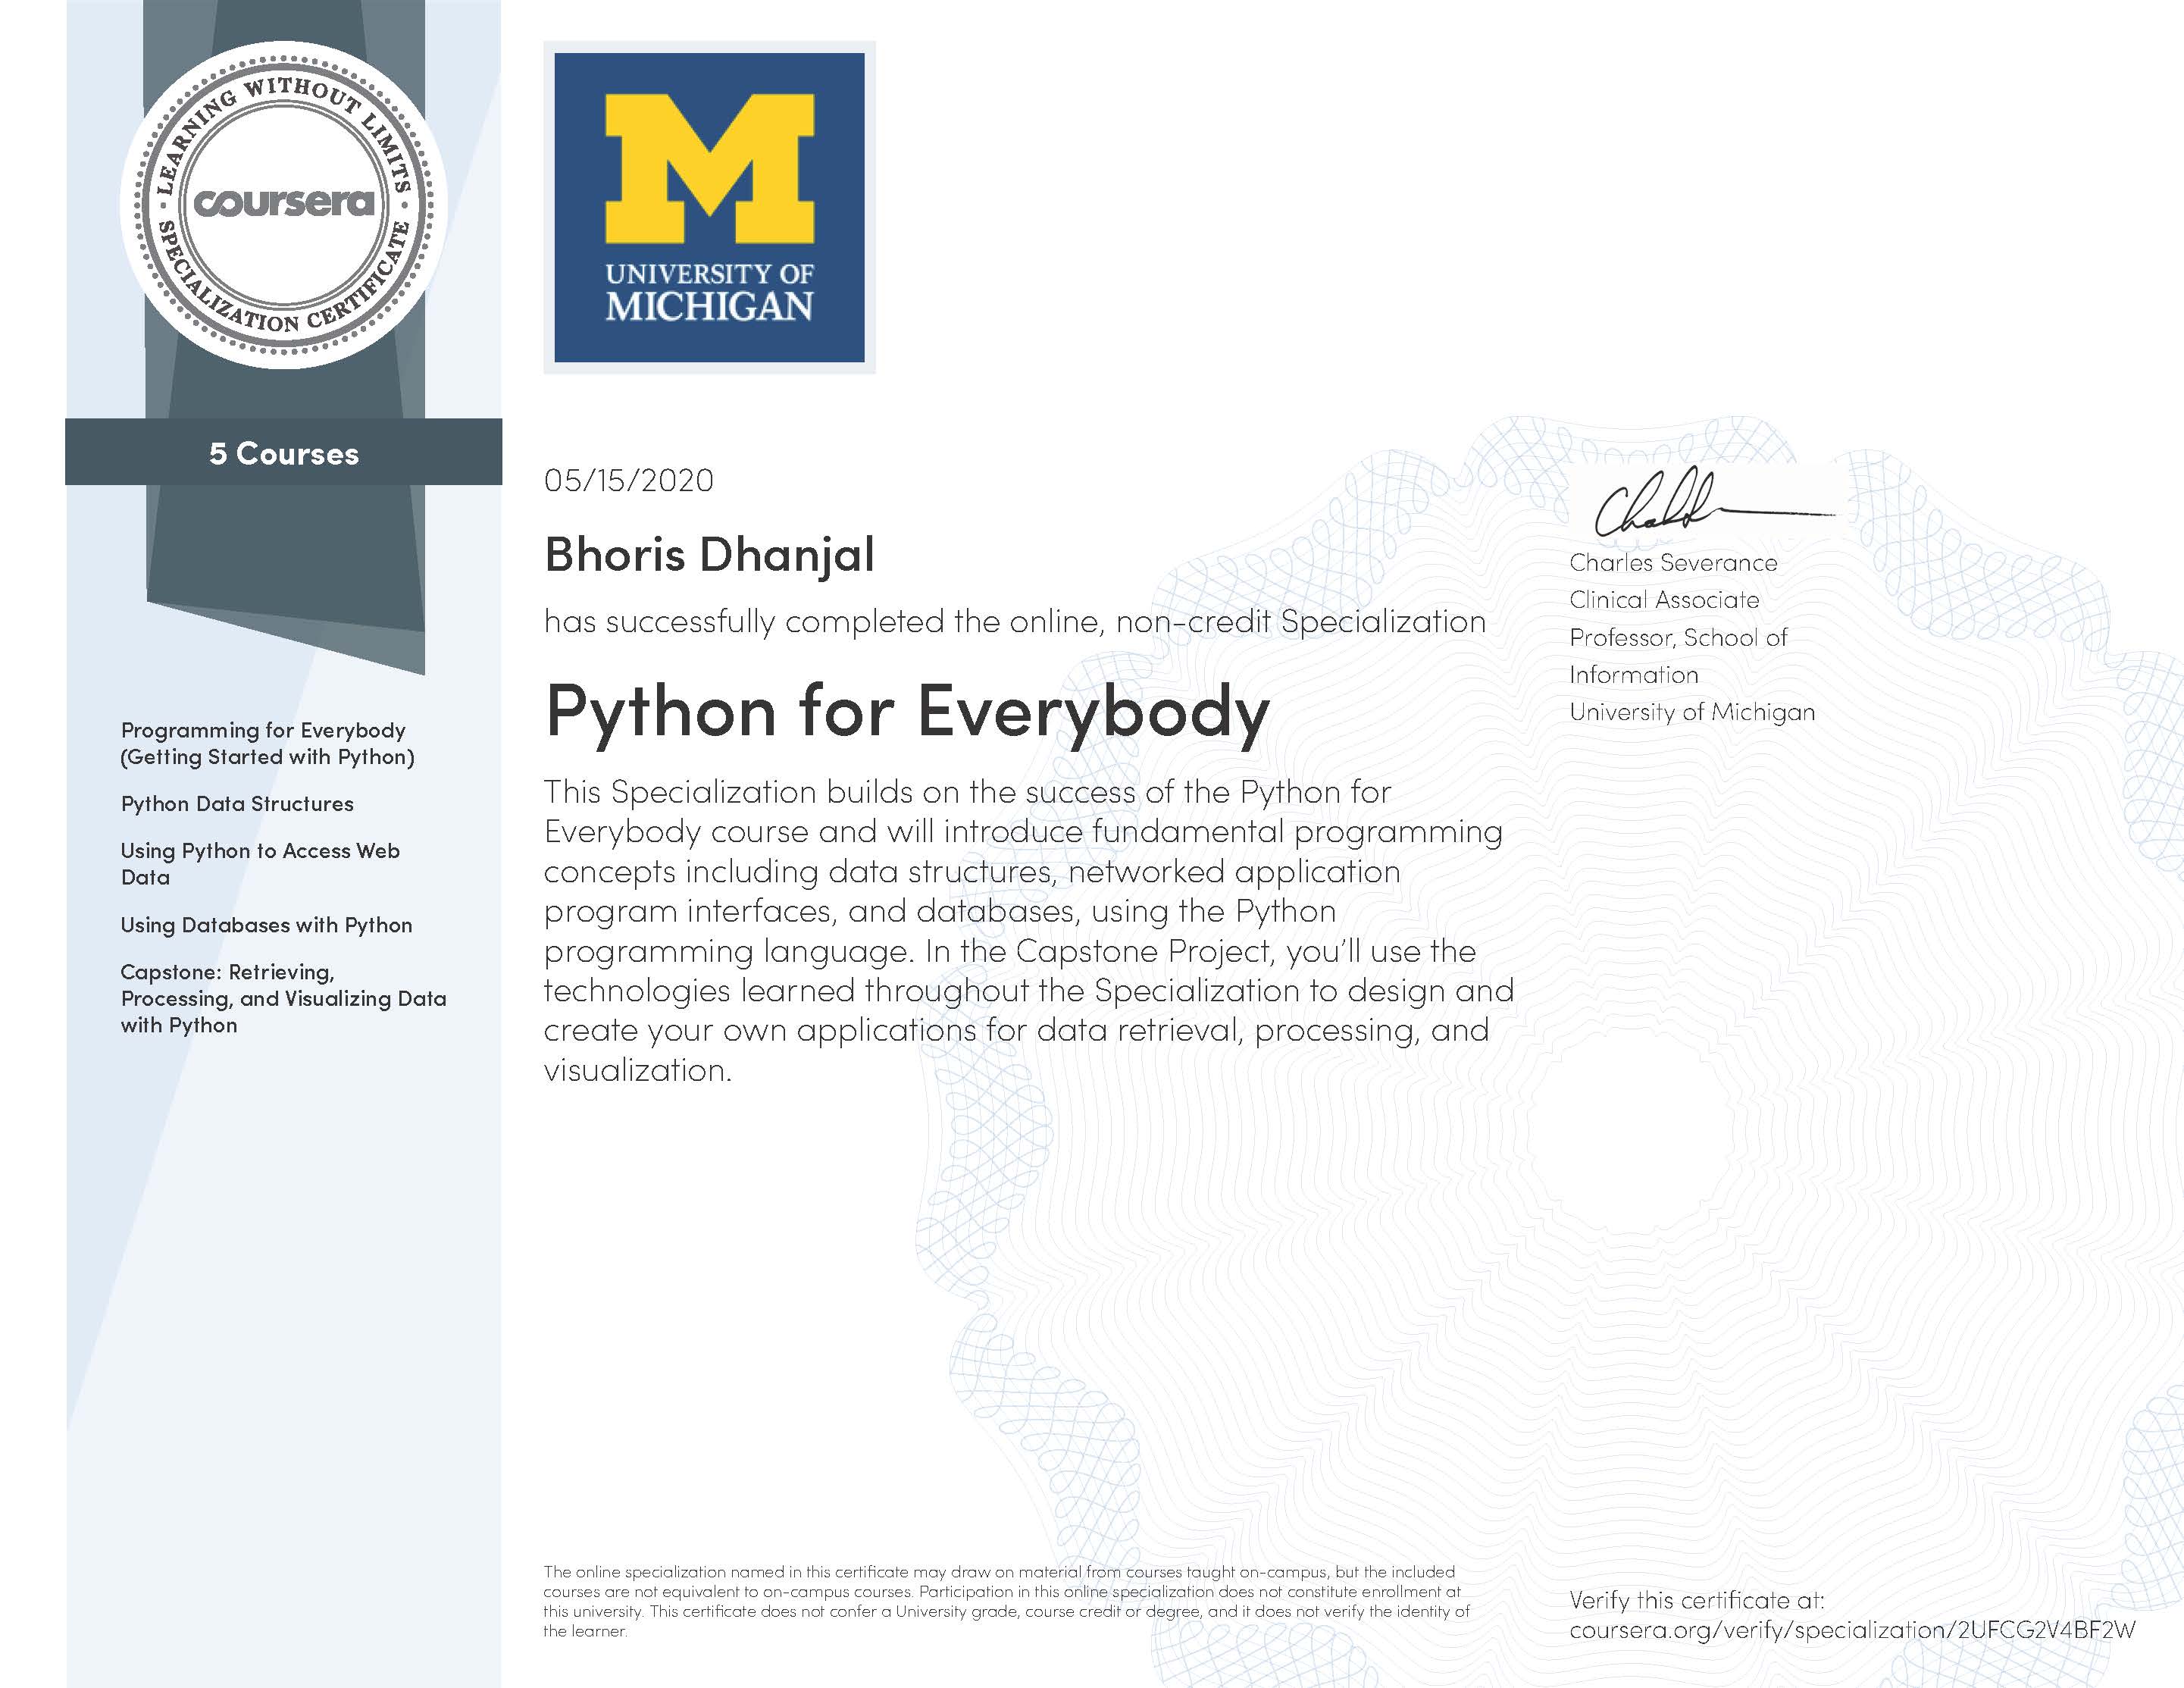 LEARNING WITHOUT LIMITS
coursera
SPECIALIZATION CERTIFICATE
5 Courses
Programming for Everybody
(Getting Started with Python)
Python Data Structures
Using Python to Access Web
Data
Using Databases with Python
Capstone: Retrieving,
Processing, and Visualizing Data
with Python
M
UNIVERSITY OF
MICHIGAN
05/15/2020
Bhoris Dhanjal
has successfully completed the online, non-credit Specialization
Python for Everybody
This Specialization builds on the success of the Python for
Everybody course and will introduce fundamental programming
concepts including data structures, networked application
program interfaces, and databases, using the Python
programming language. In the Capstone Project, you'll use the
technologies learned throughout the Specialization to design and
create your own applications for data retrieval, processing, and
visualization.
Charles Severance
Clinical Associate
Professor, School of
Information
University of Michigan
The online specialization named in this certificate may draw on material from courses taught on-campus, but the included
courses are not equivalent to on-campus courses. Participation in this online specialization does not constitute enrollment at
this university. This certificate does not confer a University grade, course credit or degree, and it does not verify the identity of
the learner.
Verify this certificate at:
coursera.org/verify/specialization/2UFCG2V4BF2W